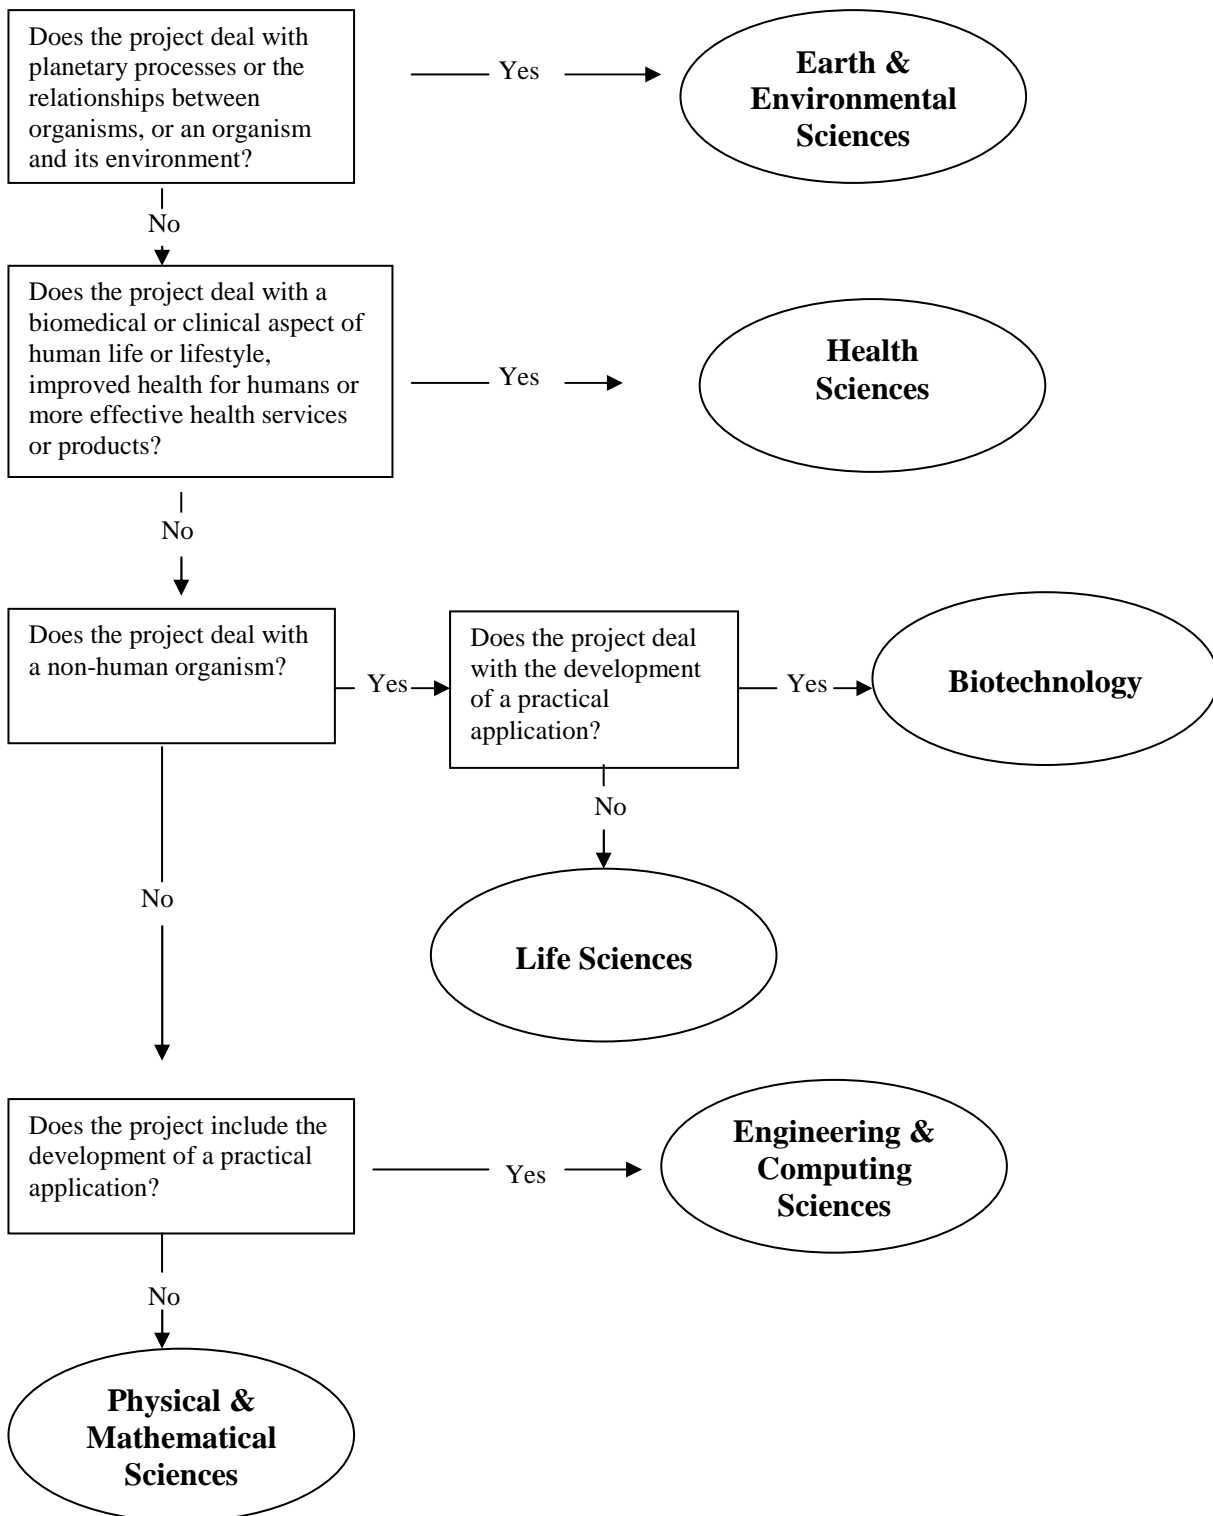 Does the project deal with
planetary processes or the
relationships between
organisms, or an organism
and its environment?
Yes
Earth &
Environmental
Sciences
No
Does the project deal with a
biomedical or clinical aspect of
human life or lifestyle,
improved health for humans or
more effective health services
or products?
Yes
Health
Sciences
No
Does the project deal with
a non-human organism?
Yes
Does the project deal
with the development
of a practical
application?
Yes
Biotechnology
No
Life Sciences
No
Does the project include the
development of a practical
application?
Yes
Engineering &
Computing
Sciences
No
Physical &
Mathematical
Sciences